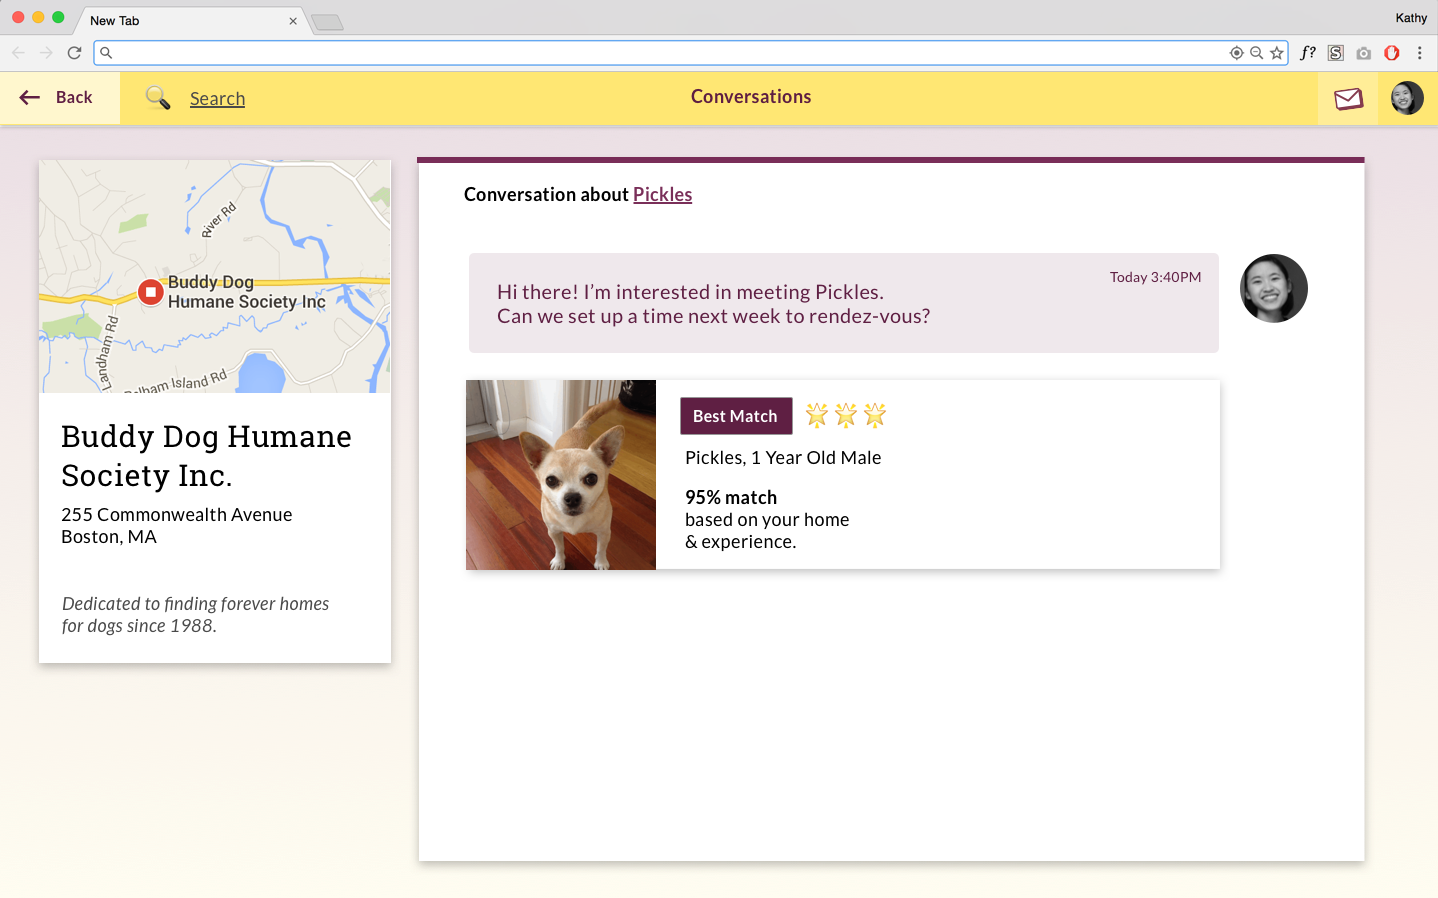 New Tab
Kathy
f?
S
Back
Search
Conversations
River Rd
Buddy Dog
Humane Society Inc
Landham Rd
Pelham Island Rd
Buddy Dog Humane
Society Inc.
255 Commonwealth Avenue
Boston, MA
Dedicated to finding forever homes
for dogs since 1988.
Conversation about Pickles
Today 3:40PM
Hi there! I’m interested in meeting Pickles.
Can we set up a time next week to rendez-vous?
Best Match
Pickles, 1 Year Old Male
95% match
based on your home
& experience.